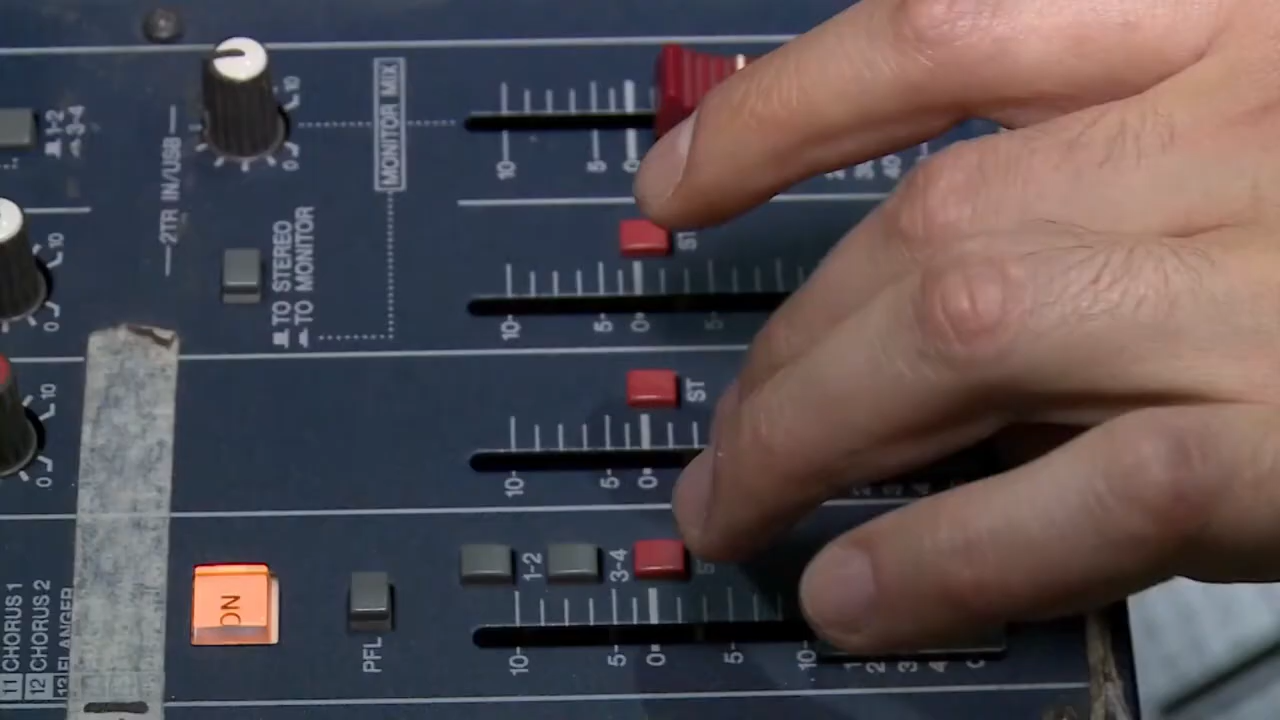 1-2
3-4
10
0
2TR IN/USB
MONITOR MIX
10
5
0
10
0
TO STEREO
TO MONITOR
ST
10
5
0
5
10
0
ST
10
5
0
11 CHORUS 1
12 CHORUS 2
13 FLANGER
ON
PFL
1-2
3-4
10
5
0
5
10